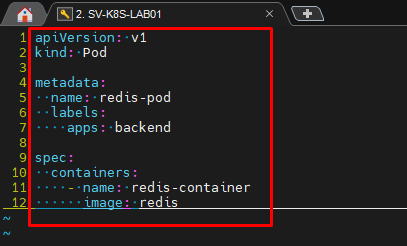 2. SV-K8S-LAB01
1 apiVersion: v1
2 kind: Pod
3
4 metadata:
5   name: redis-pod
6   labels:
7     apps: backend
8
9 spec:
10   containers:
11     - name: redis-container
12       image: redis
~
~